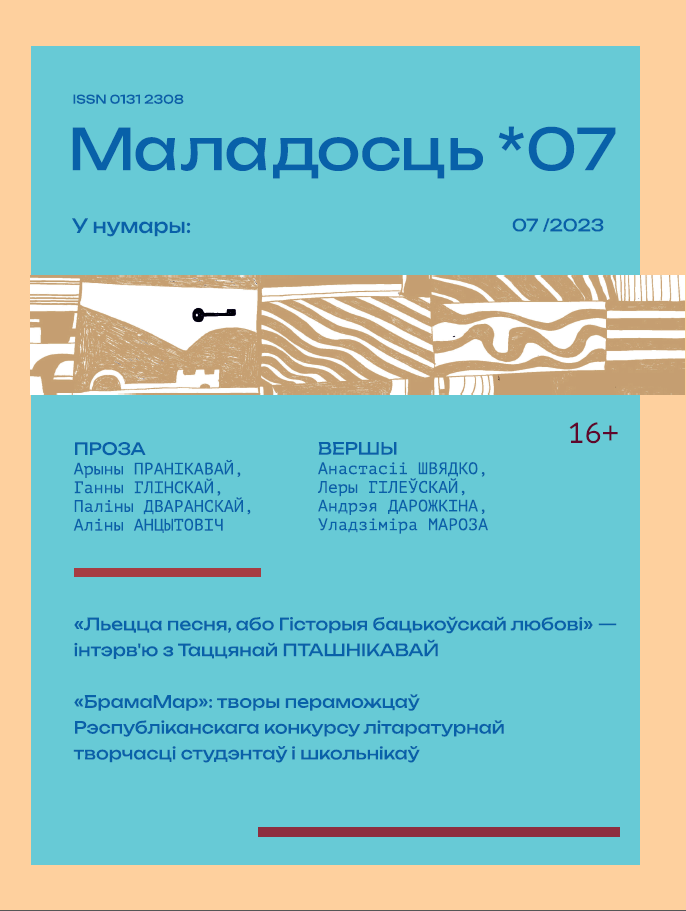 ISSN 0131 2308
Маладосць *07
У нумары:
07 /2023
16+
ПРОЗА
Арыны ПРАНІКАВАЙ,
Ганны ГЛІНСКАЙ,
Паліны ДВАРАНСКАЙ,
Аліны АНЦЫТОВІЧ
ВЕРШЫ
Анастасіі ШВЯДКО,
Леры ГІЛЕЎСКАЙ,
Андрэя ДАРОЖКІНА,
Уладзіміра МАРОЗА
«Льецца песня, або Гісторыя бацькоўскай любові» —
інтэрв'ю з Таццянай ПТАШНІКАВАЙ
«БрамаМар»: творы пераможцаў
Рэспубліканскага конкурсу літаратурнай
творчасці студэнтаў і школьнікаў